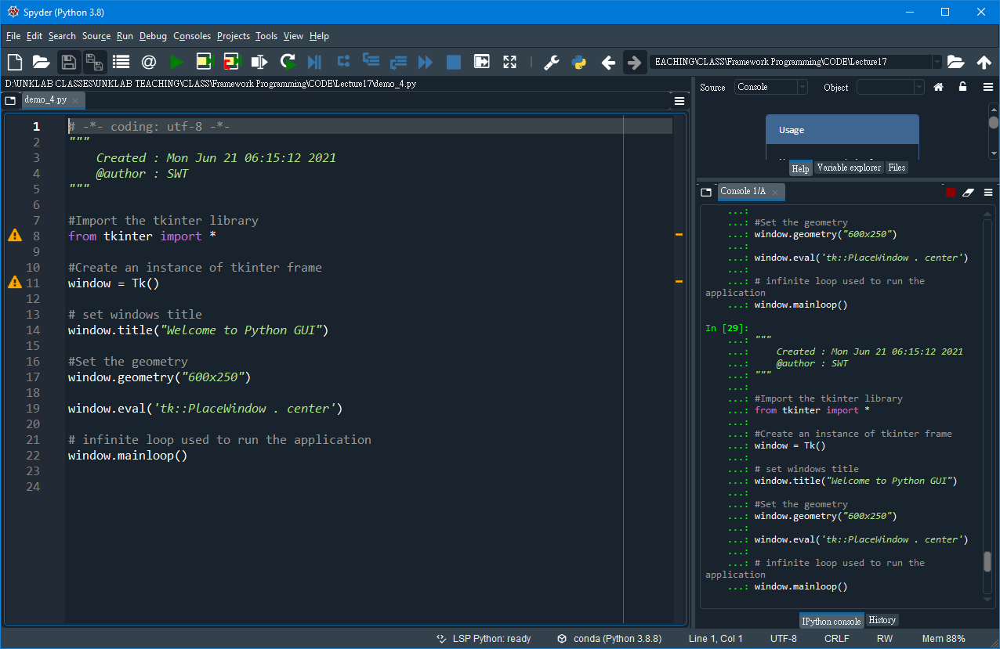 Spyder (Python 3.8)
File Edit Search Source Run Debug Consoles Projects Tools View Help
EACHING\CLASS\Framework Programming\CODE\Lecture17
D:\UNKLAB CLASSES\UNKLAB TEACHING\CLASS\Framework Programming\CODE\Lecture17\demo_4.py
demo_4.py
1 # -*- coding: utf-8 -*-
2 """
3 Created : Mon Jun 21 06:15:12 2021
4 @author : SWT
5 """
6
7 #Import the tkinter library
8 from tkinter import *
9
10 #Create an instance of tkinter frame
11 window = Tk()
12
13 # set windows title
14 window.title("Welcome to Python GUI")
15
16 #Set the geometry
17 window.geometry("600x250")
18
19 window.eval('tk::PlaceWindow . center')
20
21 # infinite loop used to run the application
22 window.mainloop()
23
24
Source Console Object
Usage
Help Variable explorer Files
Console 1/A
...:
...: #Set the geometry
...: window.geometry("600x250")
...:
...: window.eval('tk::PlaceWindow . center')
...:
...: # infinite loop used to run the
application
...: window.mainloop()
In [29]:
...: """
...: Created : Mon Jun 21 06:15:12 2021
...: @author : SWT
...: """
...:
...: #Import the tkinter library
...: from tkinter import *
...:
...: #Create an instance of tkinter frame
...: window = Tk()
...:
...: # set windows title
...: window.title("Welcome to Python GUI")
...:
...: #Set the geometry
...: window.geometry("600x250")
...:
...: window.eval('tk::PlaceWindow . center')
...:
...: # infinite loop used to run the
application
...: window.mainloop()
IPython console History
LSP Python: ready conda (Python 3.8.8) Line 1, Col 1 UTF-8 CRLF RW Mem 88%